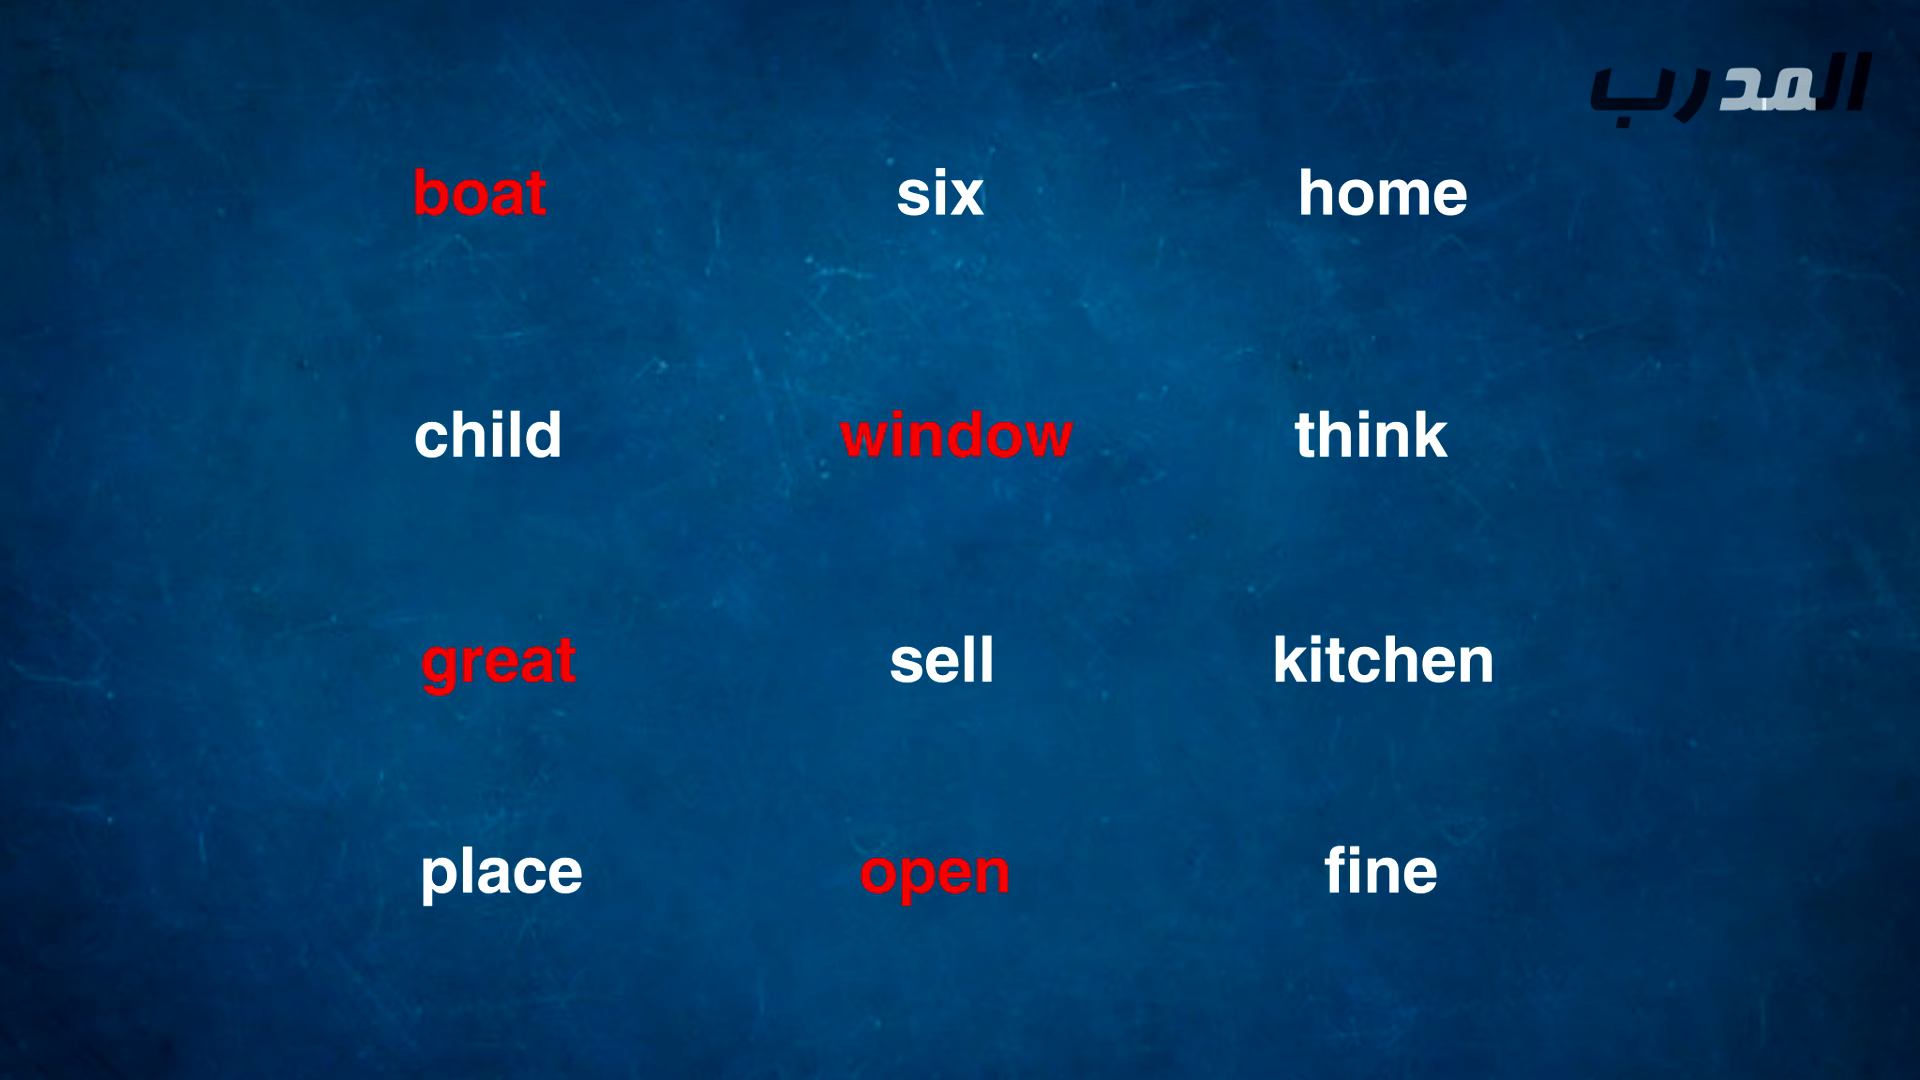 المدرب
boat six home
child window think
great sell kitchen
place open fine